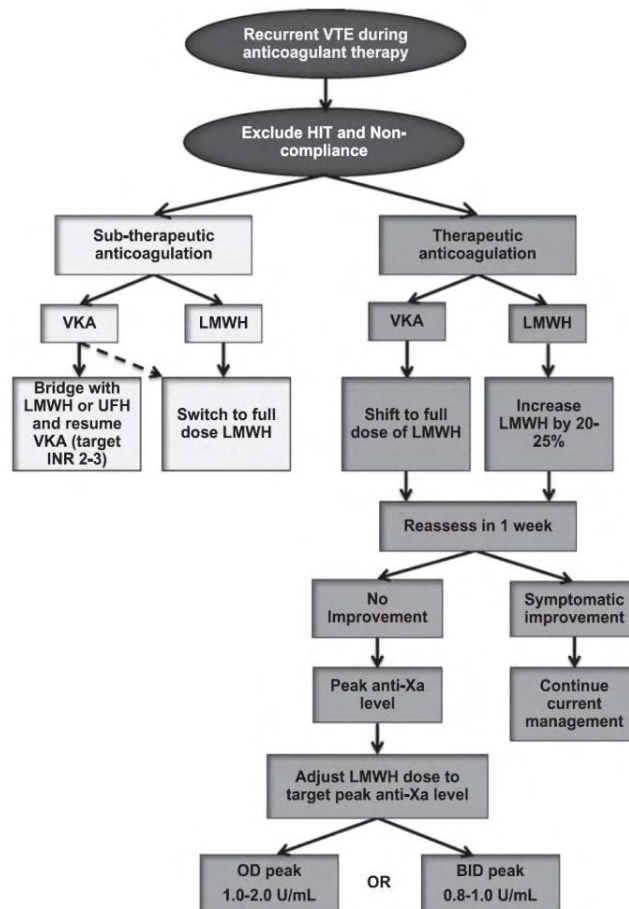 Recurrent VTE during
anticoagulant therapy
Exclude HIT and Non-
compliance
Sub-therapeutic
anticoagulation
Therapeutic
anticoagulation
VKA
LMWH
VKA
LMWH
Bridge with
LMWH or UFH
and resume
VKA (target
INR 2-3)
Switch to full
dose LMWH
Shift to full
dose of LMWH
Increase
LMWH by 20-
25%
Reassess in 1 week
No
Improvement
Symptomatic
improvement
Peak anti-Xa
level
Continue
current
management
Adjust LMWH dose to
target peak anti-Xa level
OD peak
1.0-2.0 U/mL
OR
BID peak
0.8-1.0 U/mL